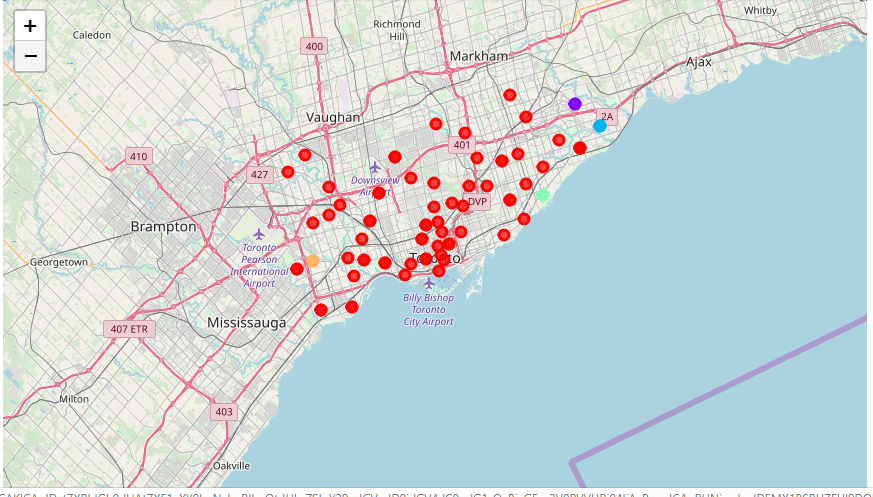 +
−
Caledon
Richmond
Hill
Whitby
400
Markham
Ajax
Vaughan
2A
401
410
427
Downsview
Airport
DVP
Brampton
Toronto
Pearson
International
Airport
Georgetown
Toronto
Billy Bishop
Toronto
City Airport
Mississauga
407 ETR
Milton
403
Oakville